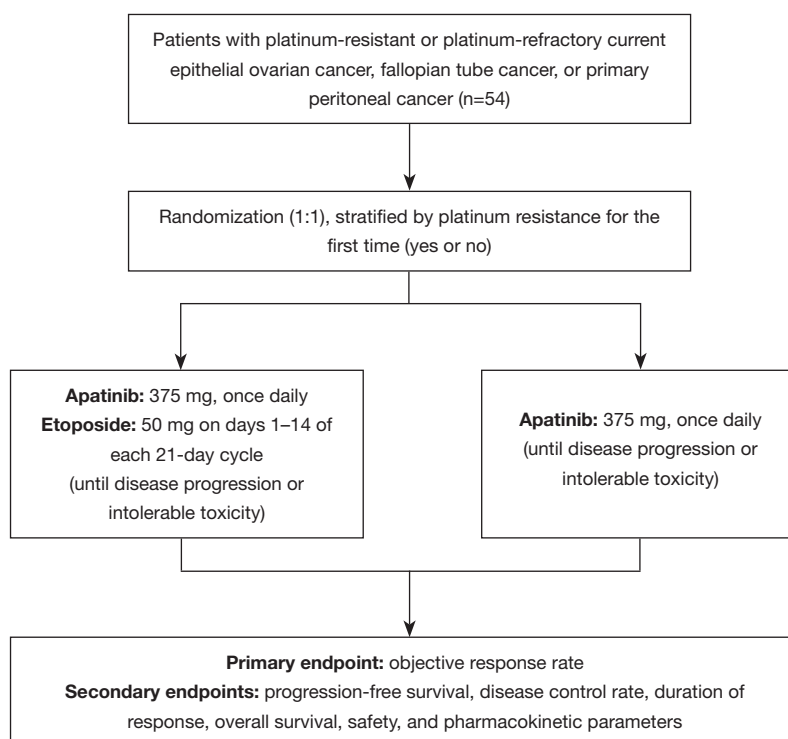 Patients with platinum-resistant or platinum-refractory current
epithelial ovarian cancer, fallopian tube cancer, or primary
peritoneal cancer (n=54)
Randomization (1:1), stratified by platinum resistance for the
first time (yes or no)
Apatinib: 375 mg, once daily
Etoposide: 50 mg on days 1–14 of
each 21-day cycle
(until disease progression or
intolerable toxicity)
Apatinib: 375 mg, once daily
(until disease progression or
intolerable toxicity)
Primary endpoint: objective response rate
Secondary endpoints: progression-free survival, disease control rate, duration of
response, overall survival, safety, and pharmacokinetic parameters